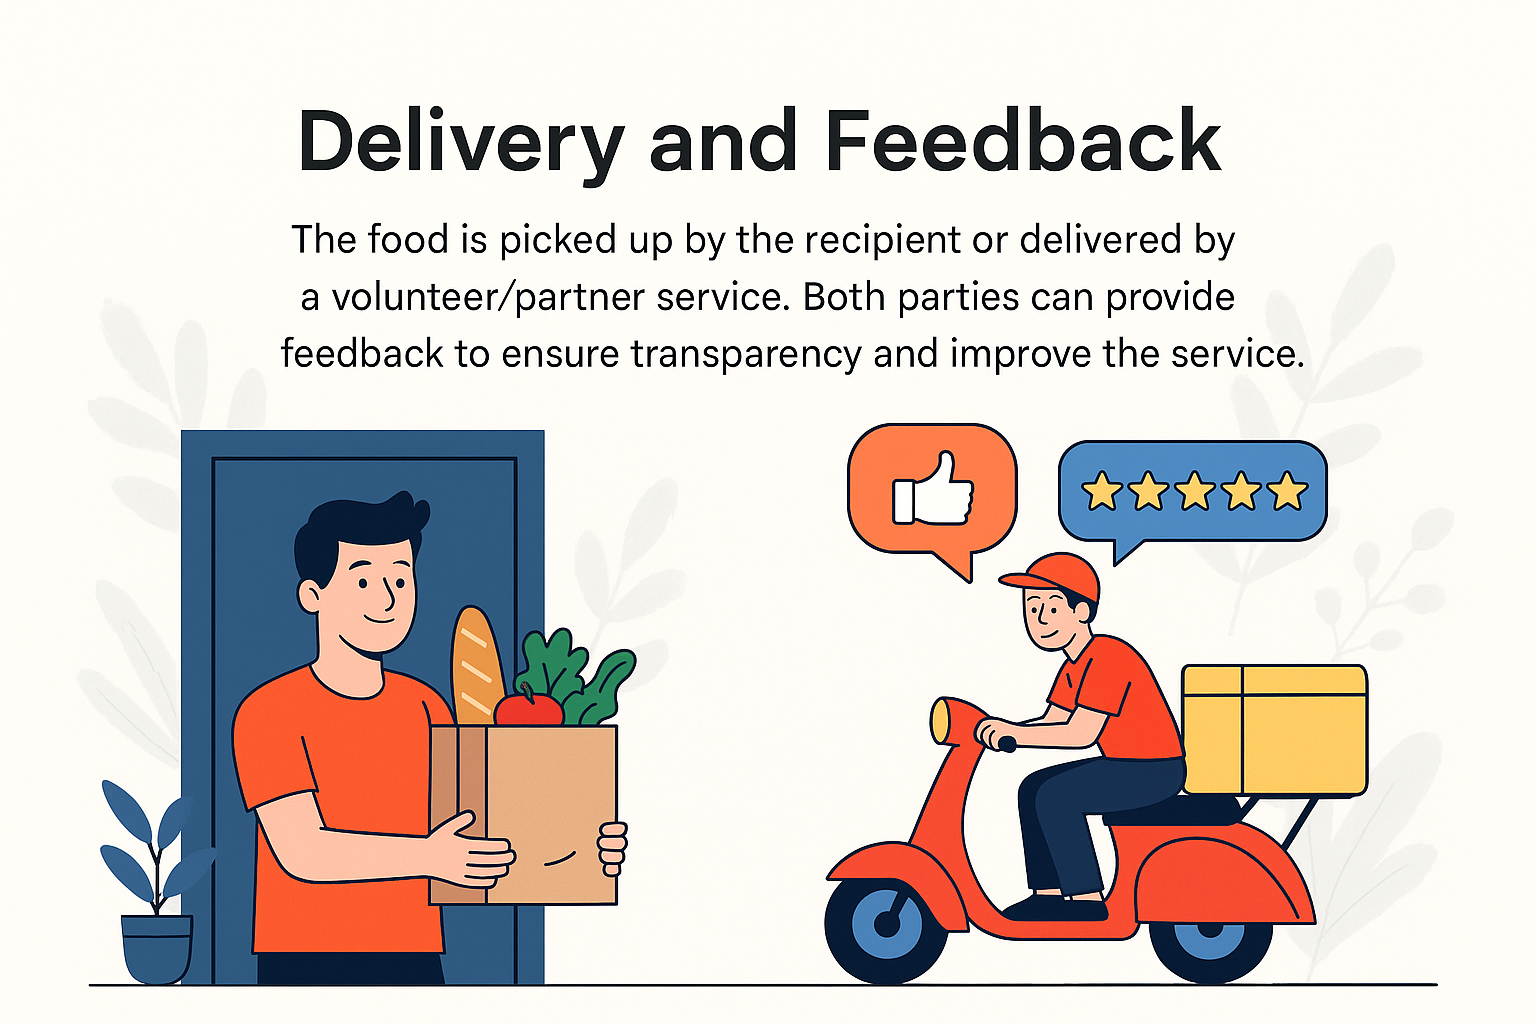 Delivery and Feedback
The food is picked up by the recipient or delivered by
a volunteer/partner service. Both parties can provide
feedback to ensure transparency and improve the service.